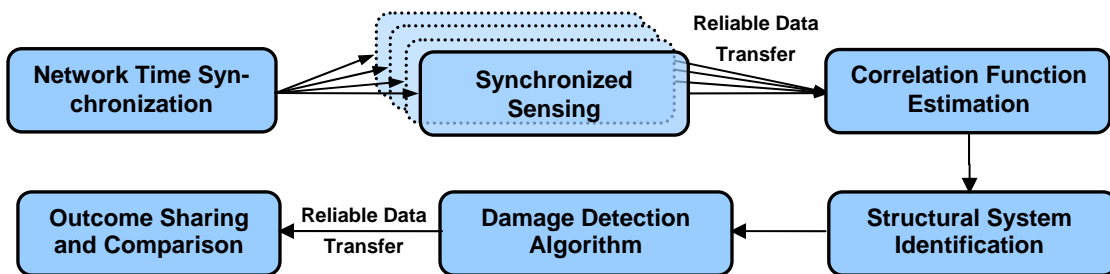 Network Time Syn-
chronization
Synchronized
Sensing
Reliable Data
Transfer
Correlation Function
Estimation
Structural System
Identification
Damage Detection
Algorithm
Reliable Data
Transfer
Outcome Sharing
and Comparison